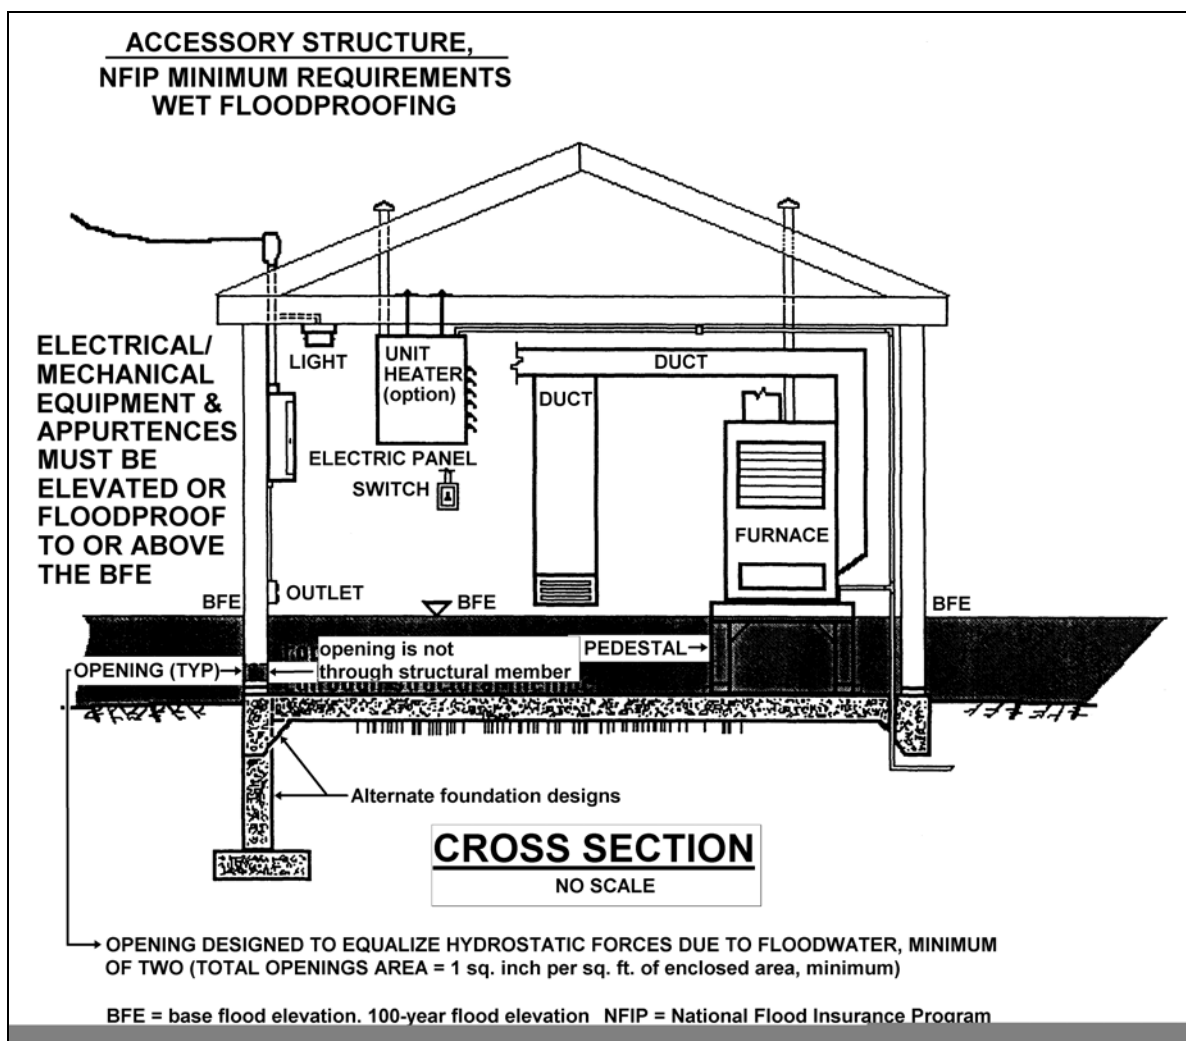 ACCESSORY STRUCTURE,
NFIP MINIMUM REQUIREMENTS
WET FLOODPROOFING
ELECTRICAL/
MECHANICAL
EQUIPMENT &
APPURTENCES
MUST BE
ELEVATED OR
FLOODPROOF
TO OR ABOVE
THE BFE
LIGHT
UNIT
HEATER
(option)
DUCT
DUCT
ELECTRIC PANEL
SWITCH
FURNACE
OUTLET
BFE
BFE
BFE
PEDESTAL
OPENING (TYP)
opening is not
through structural member
Alternate foundation designs
CROSS SECTION
NO SCALE
OPENING DESIGNED TO EQUALIZE HYDROSTATIC FORCES DUE TO FLOODWATER, MINIMUM
OF TWO (TOTAL OPENINGS AREA = 1 sq. inch per sq. ft. of enclosed area, minimum)
BFE = base flood elevation. 100-year flood elevation NFIP = National Flood Insurance Program